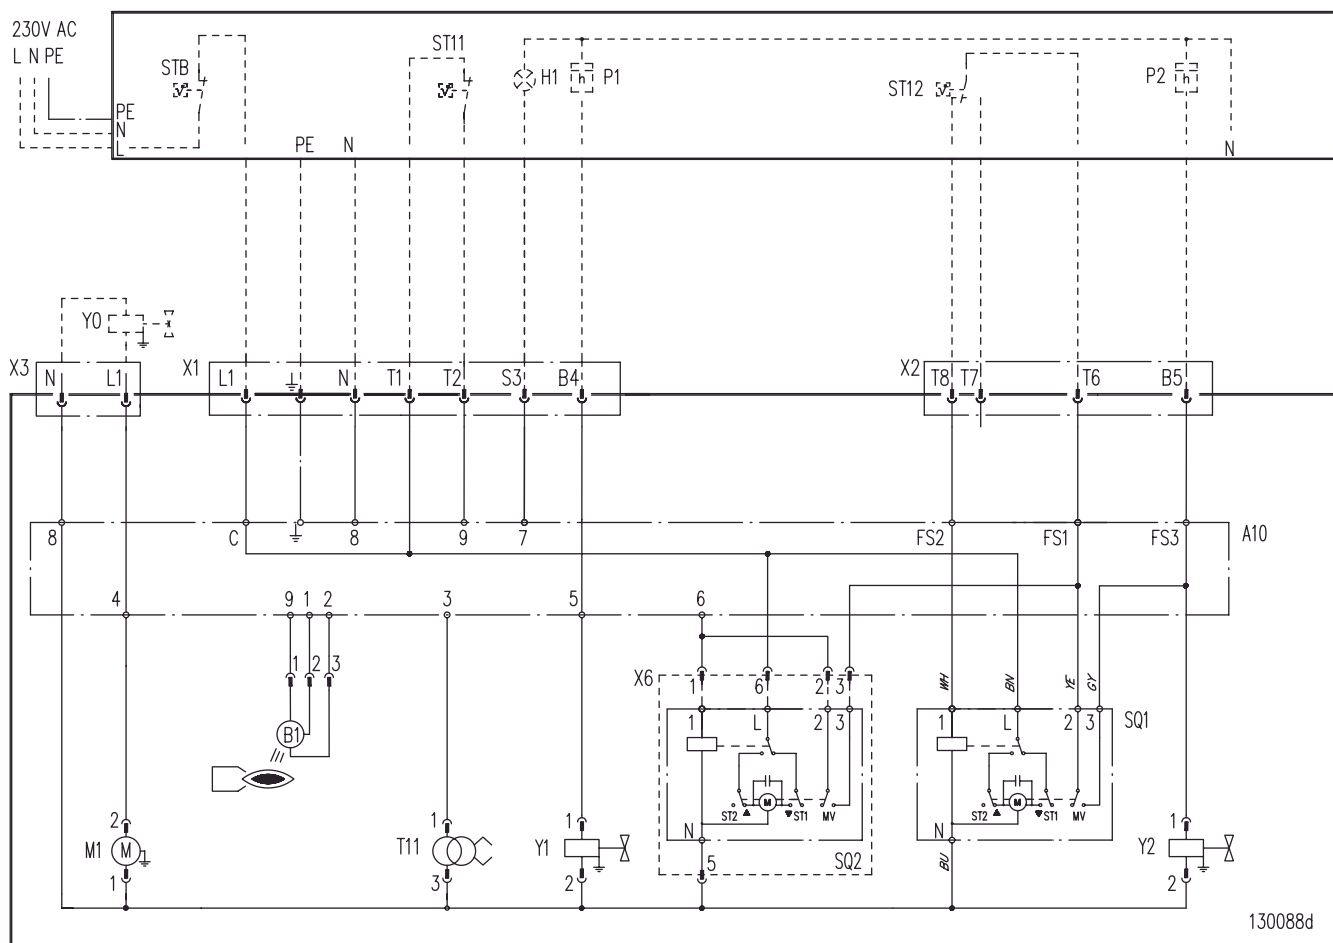 230V AC
L N PE
STB
ST11
H1
P1
ST12
P2
h
h
PE
N
L
PE
N
N
Y0
X3
N
L1
X1
L1
N
T1
T2
S3
B4
X2
T8
T7
T6
B5
8
C
8
9
7
FS2
FS1
FS3
A10
4
9
1
2
3
5
6
1
2
3
X6
1
6
2
3
WH
BN
YE
GY
1
L
2
3
1
L
2
3
SQ1
B1
M
ST2
ST1
MV
M
ST2
ST1
MV
2
1
1
N
N
1
M1
M
T11
Y1
SQ2
BU
Y2
1
3
2
5
2
130088d